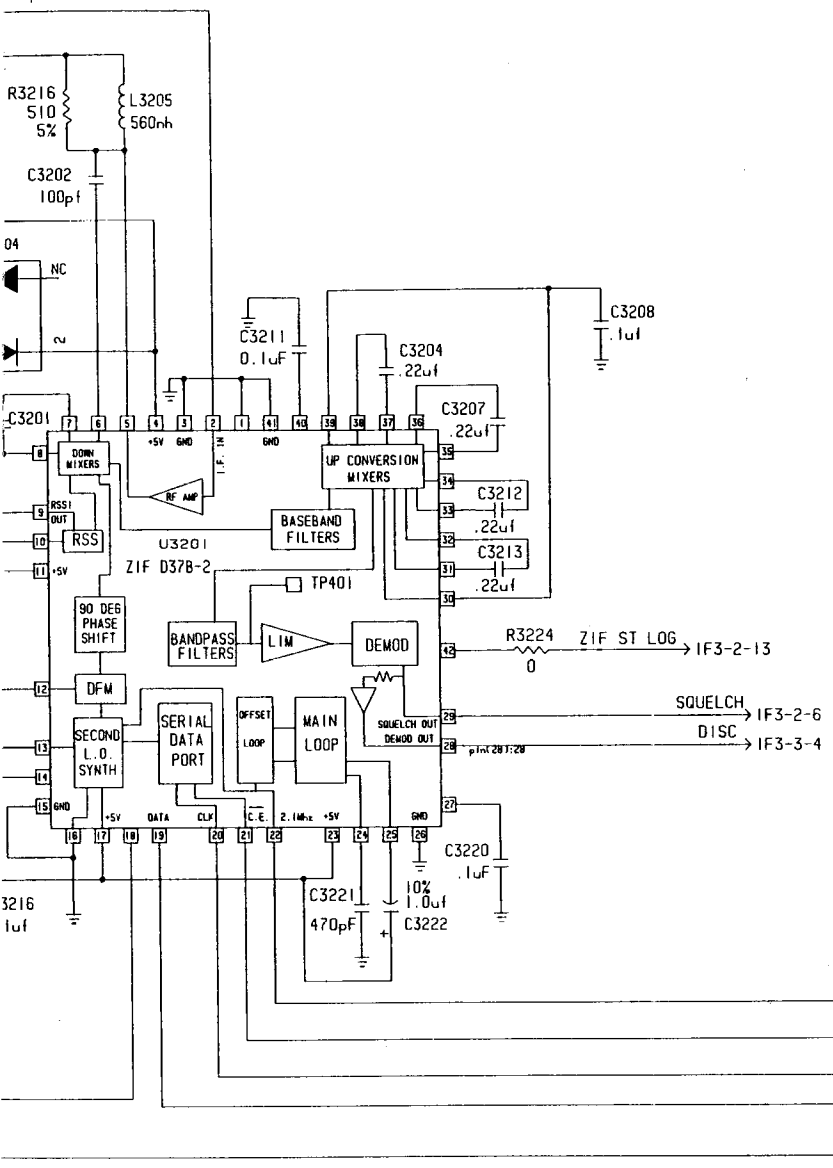 R3216
510
5%
L3205
560nh
C3202
100pf
04
NC
2
C3211
0.1uF
C3208
.1uf
C3204
.22uf
C3201
C3207
.22uf
7
6
5
4
3
2
1
41
40
39
38
37
36
+5V
GND
I.F. IN
GND
8
DOWN
MIXERS
RF AMP
UP CONVERSION
MIXERS
35
34
C3212
.22uf
33
9
RSSI
OUT
10
RSS
BASEBAND
FILTERS
32
C3213
.22uf
31
U3201
ZIF D37B-2
11
+5V
TP401
30
90 DEG
PHASE
SHIFT
BANDPASS
FILTERS
LIM
DEMOD
42
R3224
0
ZIF ST LOG
IF3-2-13
12
DFM
SECOND
L.O.
SYNTH
SERIAL
DATA
PORT
OFFSET
LOOP
MAIN
LOOP
SQUELCH OUT
DEMOD OUT
29
SQUELCH
IF3-2-6
28
pin(28):28
DISC
IF3-3-4
13
14
15
GND
+5V
DATA
CLK
C.E.
2.1Mhz
+5V
GND
27
16
17
18
19
20
21
22
23
24
25
26
C3220
.1uF
3216
1uf
C3221
470pF
10%
1.0uf
C3222
+